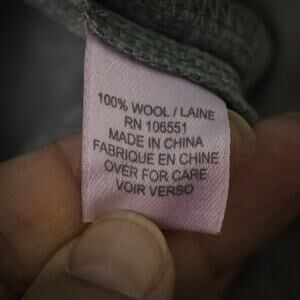 100% WOOL / LAINE
RN 106551
MADE IN CHINA
FABRIQUE EN CHINE
OVER FOR CARE
VOIR VERSO